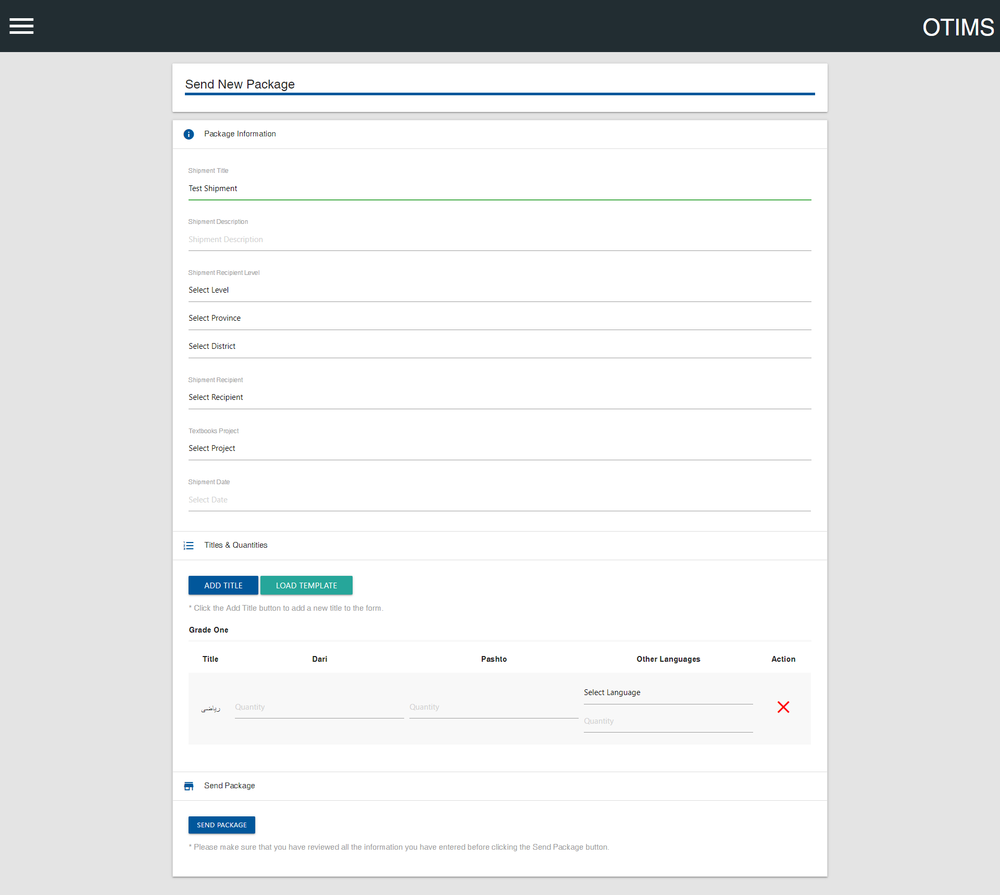 OTIMS
Send New Package
Package Information
Shipment Title
Test Shipment
Shipment Description
Shipment Description
Shipment Recipient Level
Select Level
Select Province
Select District
Shipment Recipient
Select Recipient
Textbooks Project
Select Project
Shipment Date
Select Date
Titles & Quantities
ADD TITLE LOAD TEMPLATE
* Click the Add Title button to add a new title to the form.
Grade One
Title Dari Pashto Other Languages Action
Select Language
ریاضی Quantity Quantity
Quantity
Send Package
SEND PACKAGE
* Please make sure that you have reviewed all the information you have entered before clicking the Send Package button.